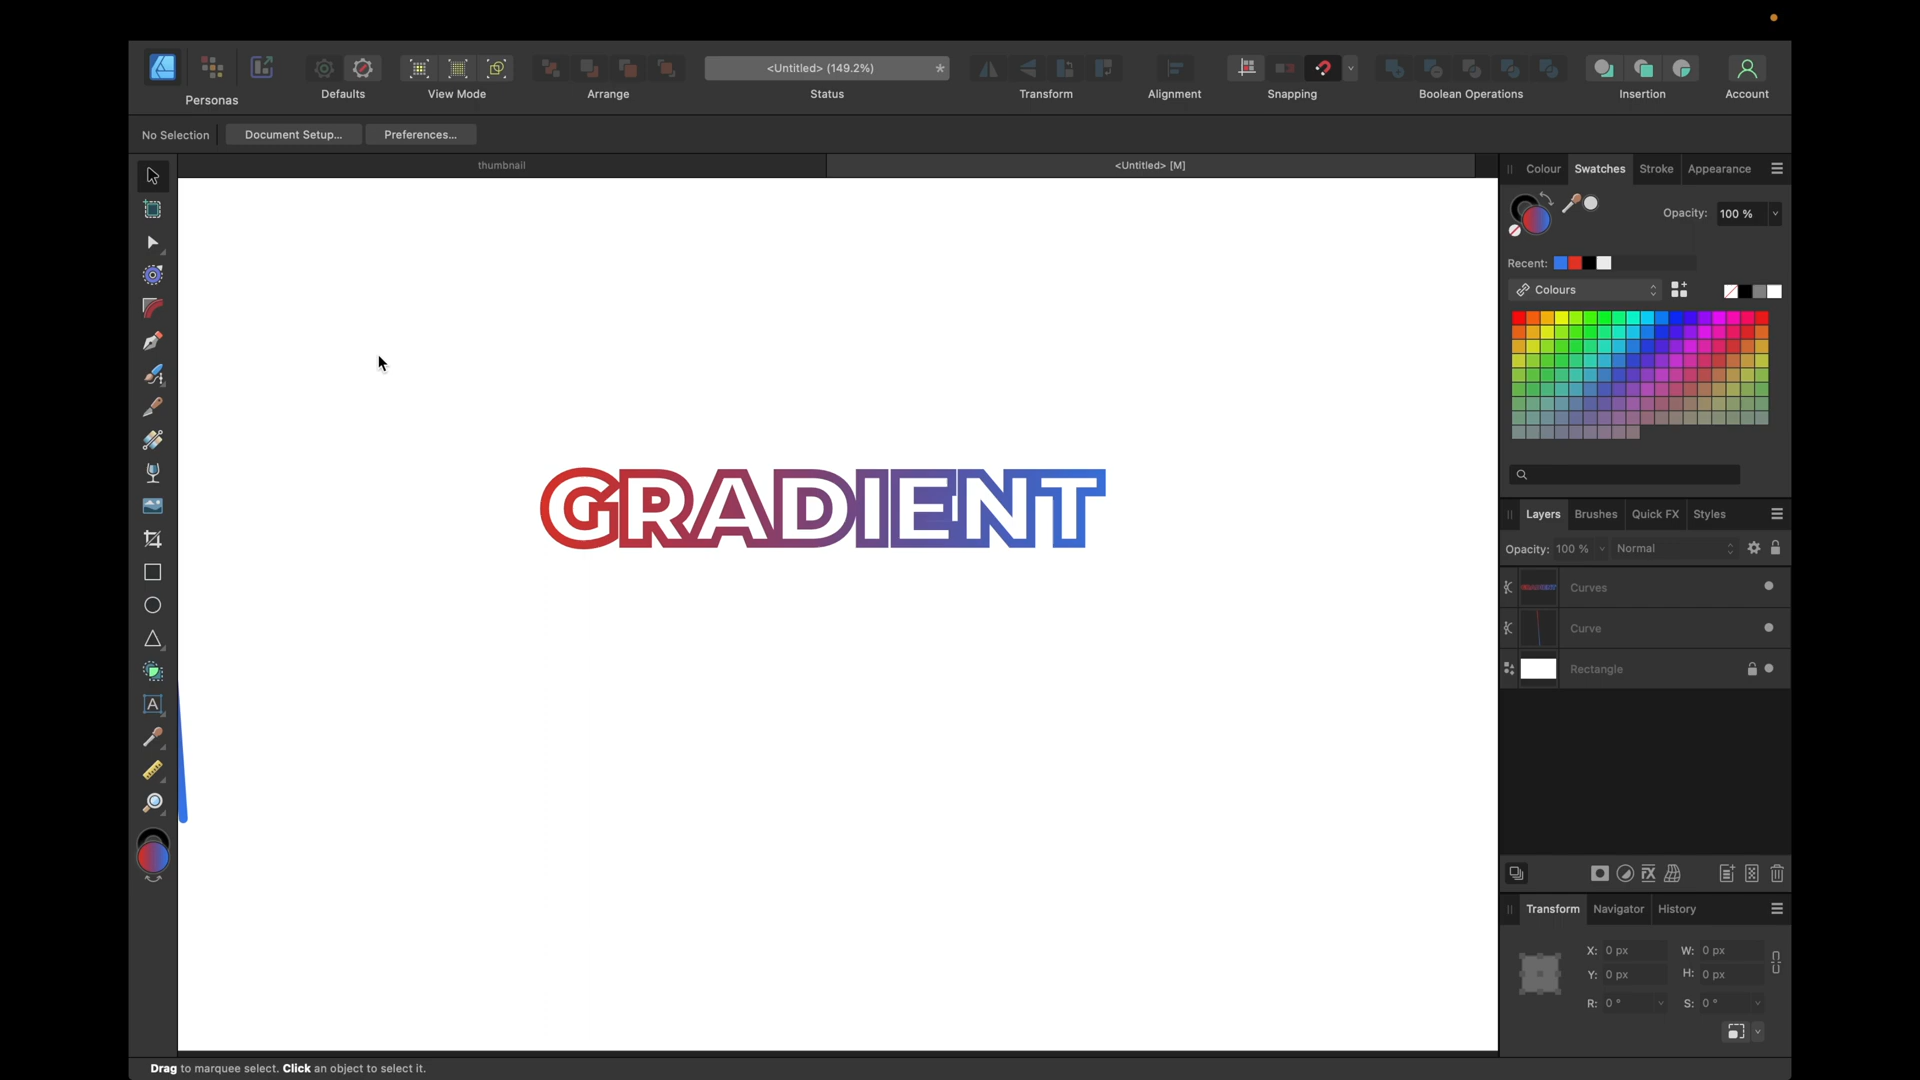 Personas
Defaults
View Mode
Arrange
<Untitled> (149.2%)
*
Status
Transform
Alignment
Snapping
Boolean Operations
Insertion
Account
No Selection
Document Setup...
Preferences...
thumbnail
<Untitled> [M]
Colour
Swatches
Stroke
Appearance
Opacity:
100 %
Recent:
Colours
GRADIENT
Layers
Brushes
Quick FX
Styles
Opacity: 100 %
Normal
Curves
Curve
Rectangle
Transform
Navigator
History
X: 0 px
W: 0 px
Y: 0 px
H: 0 px
R: 0 °
S: 0 °
Drag to marquee select. Click an object to select it.